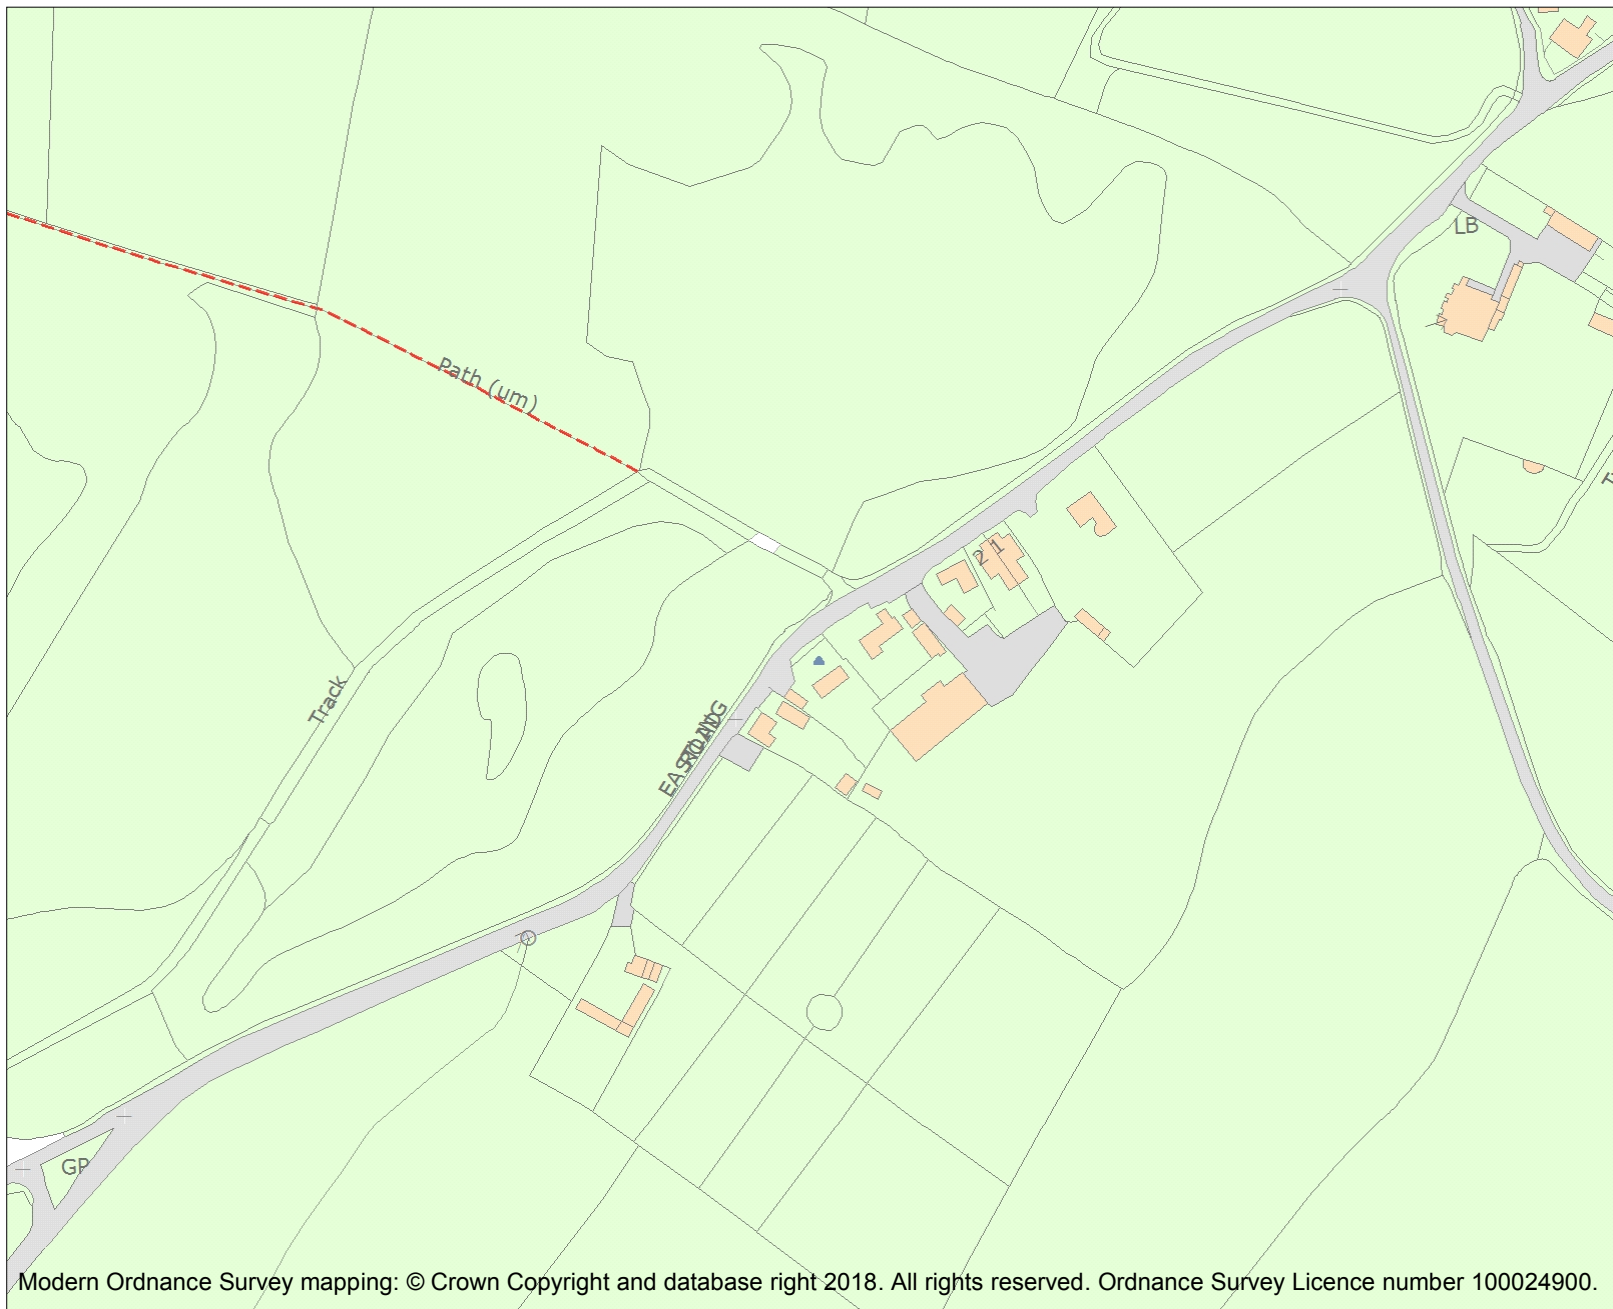 LB
Path (um)
T
2 1
Track
EASTLING
ROAD
GP
Modern Ordnance Survey mapping: © Crown Copyright and database right 2018. All rights reserved. Ordnance Survey Licence number 100024900.